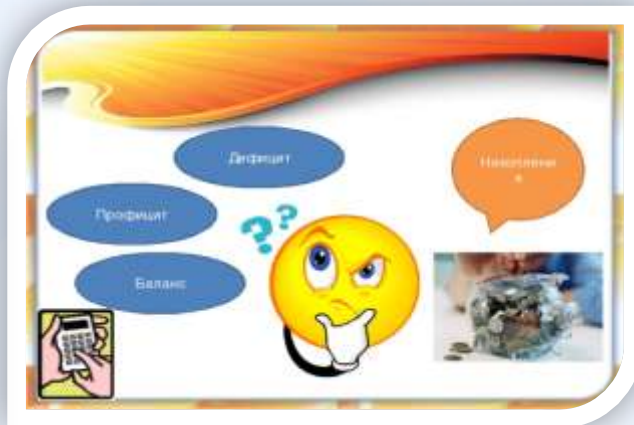 Дефицит
Профицит
Баланс
Накоплени
я
??